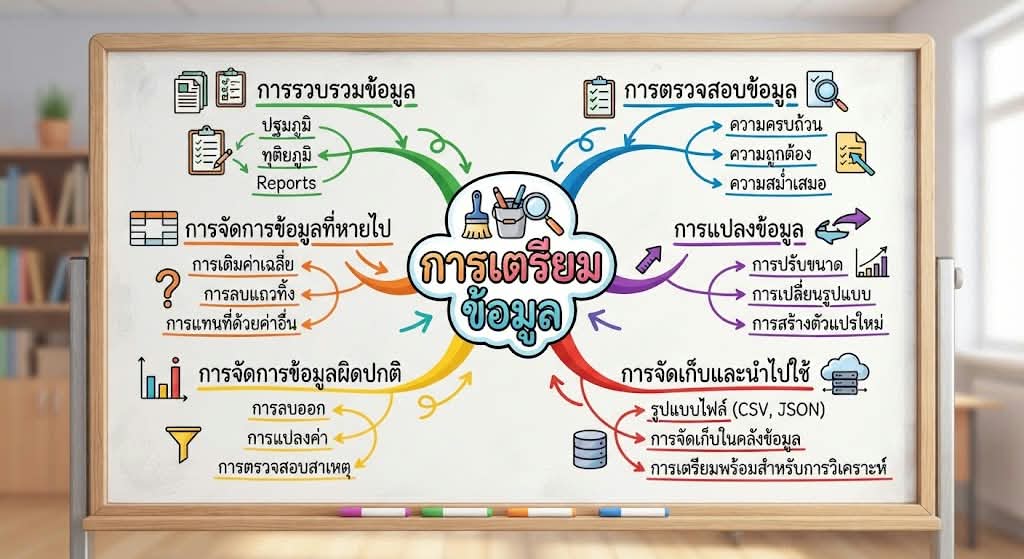 การรวบรวมข้อมูล
ปฐมภูมิ
ทุติยภูมิ
Reports
การจัดการข้อมูลที่หายไป
การเติมค่าเฉลี่ย
การลบแถวทิ้ง
การแทนที่ด้วยค่าอื่น
การจัดการข้อมูลผิดปกติ
การลบออก
การแปลงค่า
การตรวจสอบสาเหตุ
การเตรียม
ข้อมูล
การตรวจสอบข้อมูล
ความครบถ้วน
ความถูกต้อง
ความสม่ำเสมอ
การแปลงข้อมูล
การปรับขนาด
การเปลี่ยนรูปแบบ
การสร้างตัวแปรใหม่
การจัดเก็บและนำไปใช้
รูปแบบไฟล์ (CSV, JSON)
การจัดเก็บในคลังข้อมูล
การเตรียมพร้อมสำหรับการวิเคราะห์